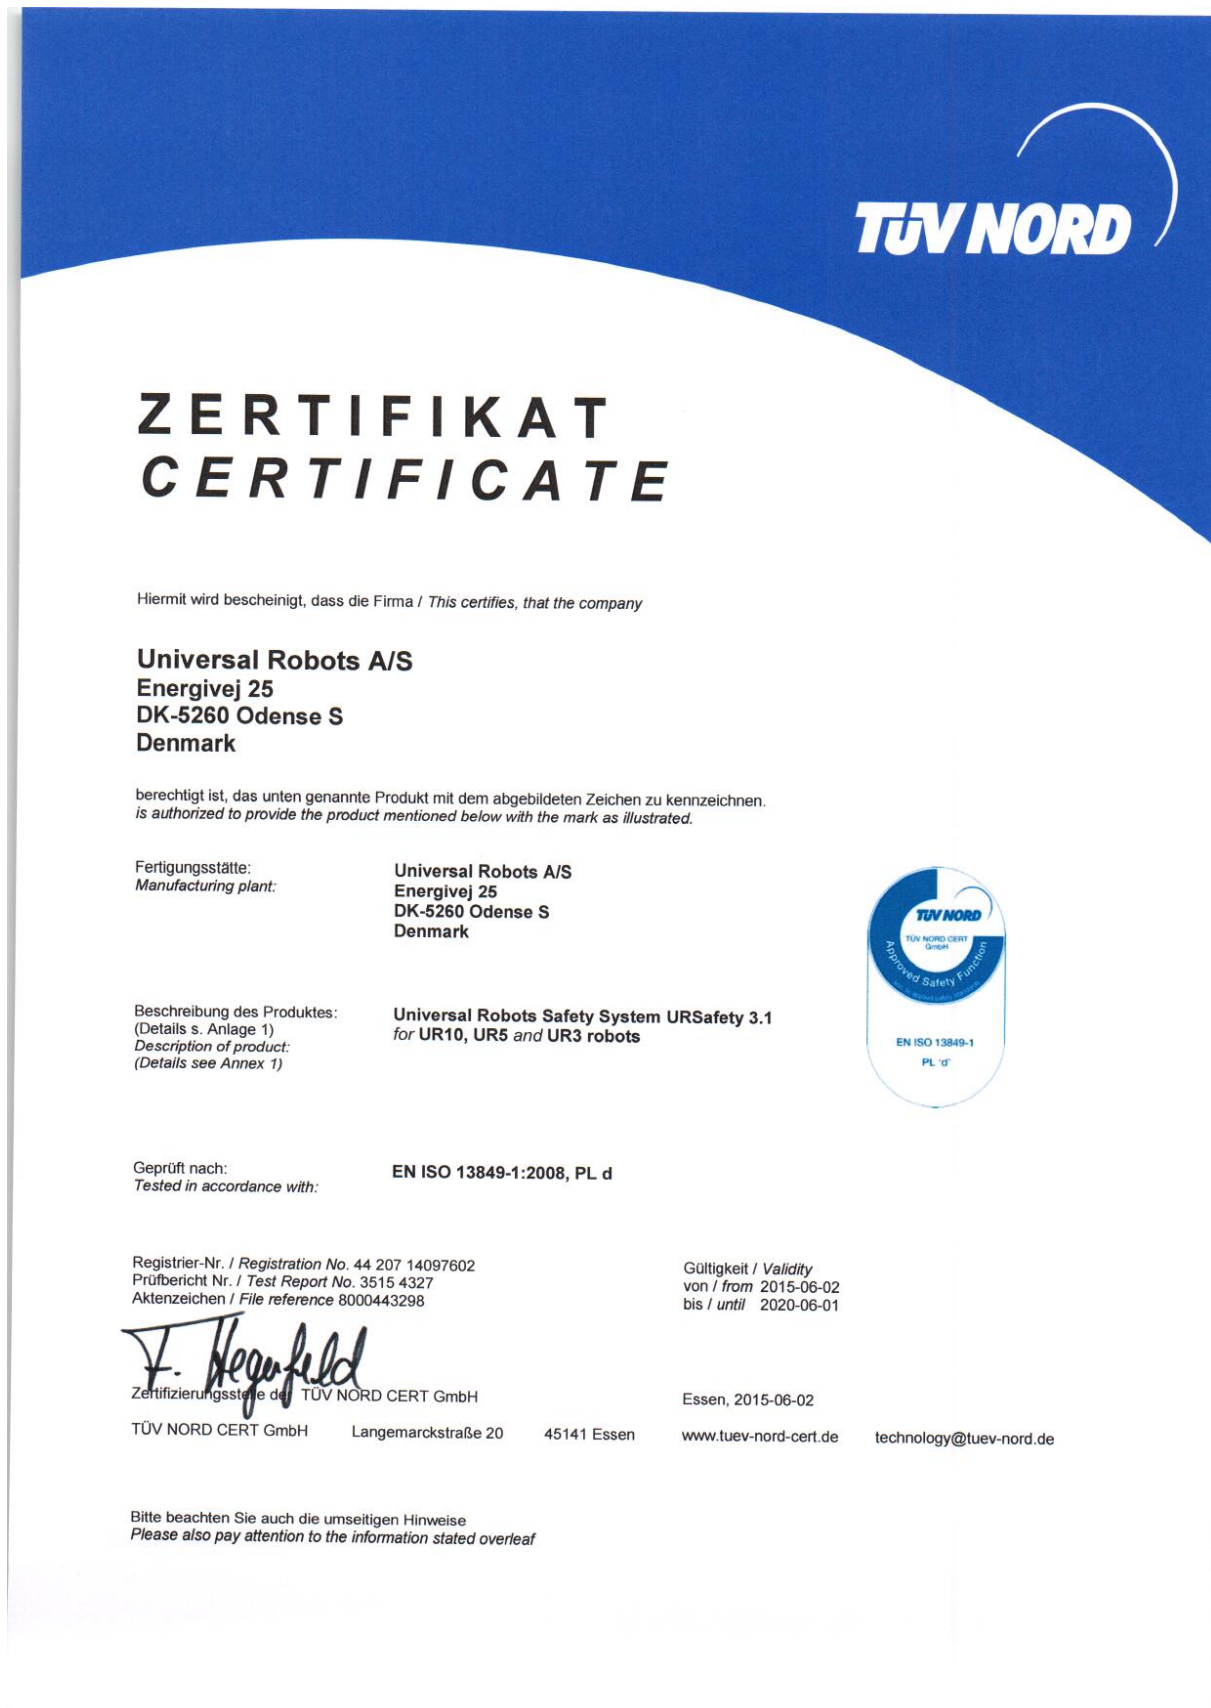 TÜV NORD
ZERTIFIKAT
CERTIFICATE
Hiermit wird bescheinigt, dass die Firma / This certifies, that the company
Universal Robots A/S
Energivej 25
DK-5260 Odense S
Denmark
berechtigt ist, das unten genannte Produkt mit dem abgebildeten Zeichen zu kennzeichnen.
is authorized to provide the product mentioned below with the mark as illustrated.
Fertigungsstätte:
Manufacturing plant:
Universal Robots A/S
Energivej 25
DK-5260 Odense S
Denmark
TÜV NORD
TÜV NORD CERT
GmbH
Approved Safety Function
EN ISO 13849-1
PL 'd'
Beschreibung des Produktes:
(Details s. Anlage 1)
Description of product:
(Details see Annex 1)
Universal Robots Safety System URSafety 3.1
for UR10, UR5 and UR3 robots
Geprüft nach:
Tested in accordance with:
EN ISO 13849-1:2008, PL d
Registrier-Nr. / Registration No. 44 207 14097602
Prüfbericht Nr. / Test Report No. 3515 4327
Aktenzeichen / File reference 8000443298
Gültigkeit / Validity
von / from 2015-06-02
bis / until 2020-06-01
F. Hegerfeld
Zertifizierungsstelle der TÜV NORD CERT GmbH
Essen, 2015-06-02
TÜV NORD CERT GmbH Langemarckstraße 20 45141 Essen www.tuev-nord-cert.de technology@tuev-nord.de
Bitte beachten Sie auch die umseitigen Hinweise
Please also pay attention to the information stated overleaf